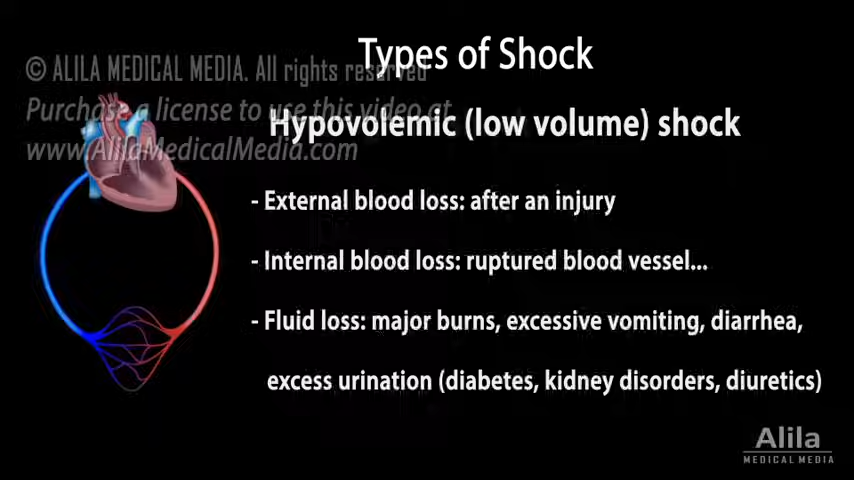 Types of Shock
© ALILA MEDICAL MEDIA. All rights reserved
Purchase a license to use this video at
www.AlilaMedicalMedia.com
Hypovolemic (low volume) shock
- External blood loss: after an injury
- Internal blood loss: ruptured blood vessel...
- Fluid loss: major burns, excessive vomiting, diarrhea,
excess urination (diabetes, kidney disorders, diuretics)
Alila
MEDICAL MEDIA